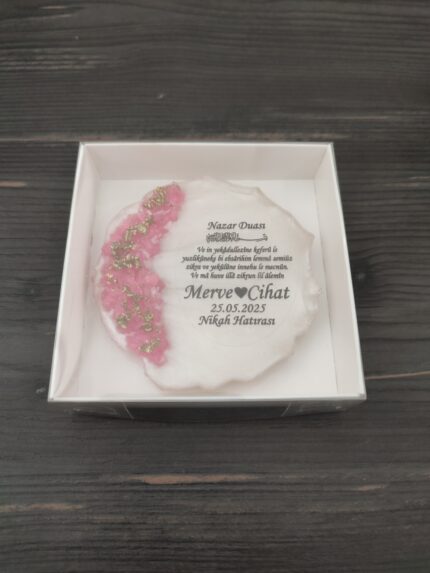 Nazar Duası
Ve in yekâdullezîne keferû le
yuzlikûneke bi ebsârihim lemmâ semiûz
zikra ve yekûlûne innehu le mecnûn.
Ve mâ huve illâ zikrun lil âlemîn
Merve♥Cihat
25.05.2025
Nikah Hatırası